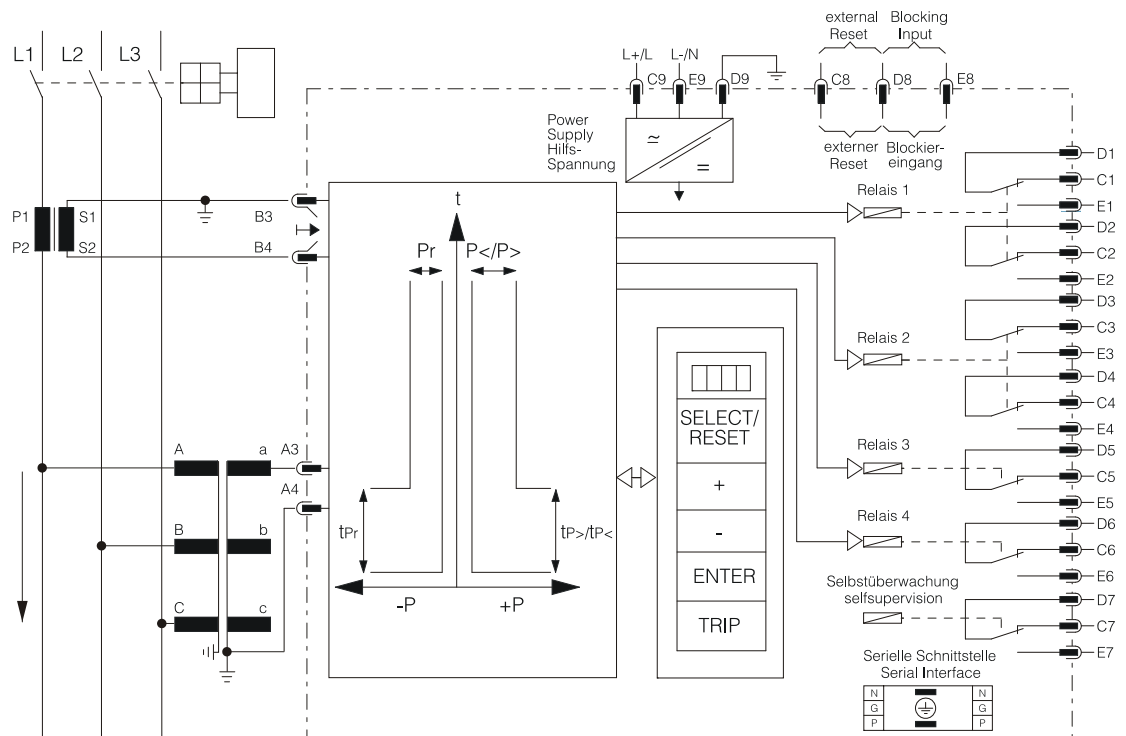 L1
L2
L3
external
Reset
Blocking
Input
L+/L
L-/N
C9
E9
D9
C8
D8
E8
Power
Supply
Hilfs-
Spannung
≃
=
externer
Reset
Blockier-
eingang
P1
P2
S1
S2
B3
B4
t
Pr
P</P>
tPr
tP>/tP<
-P
+P
A
a
A3
A4
B
b
C
c
SELECT/
RESET
+
-
ENTER
TRIP
Relais 1
Relais 2
Relais 3
Relais 4
Selbstüberwachung
selfsupervision
Serielle Schnittstelle
Serial Interface
N
G
P
N
G
P
D1
C1
E1
D2
C2
E2
D3
C3
E3
D4
C4
E4
D5
C5
E5
D6
C6
E6
D7
C7
E7